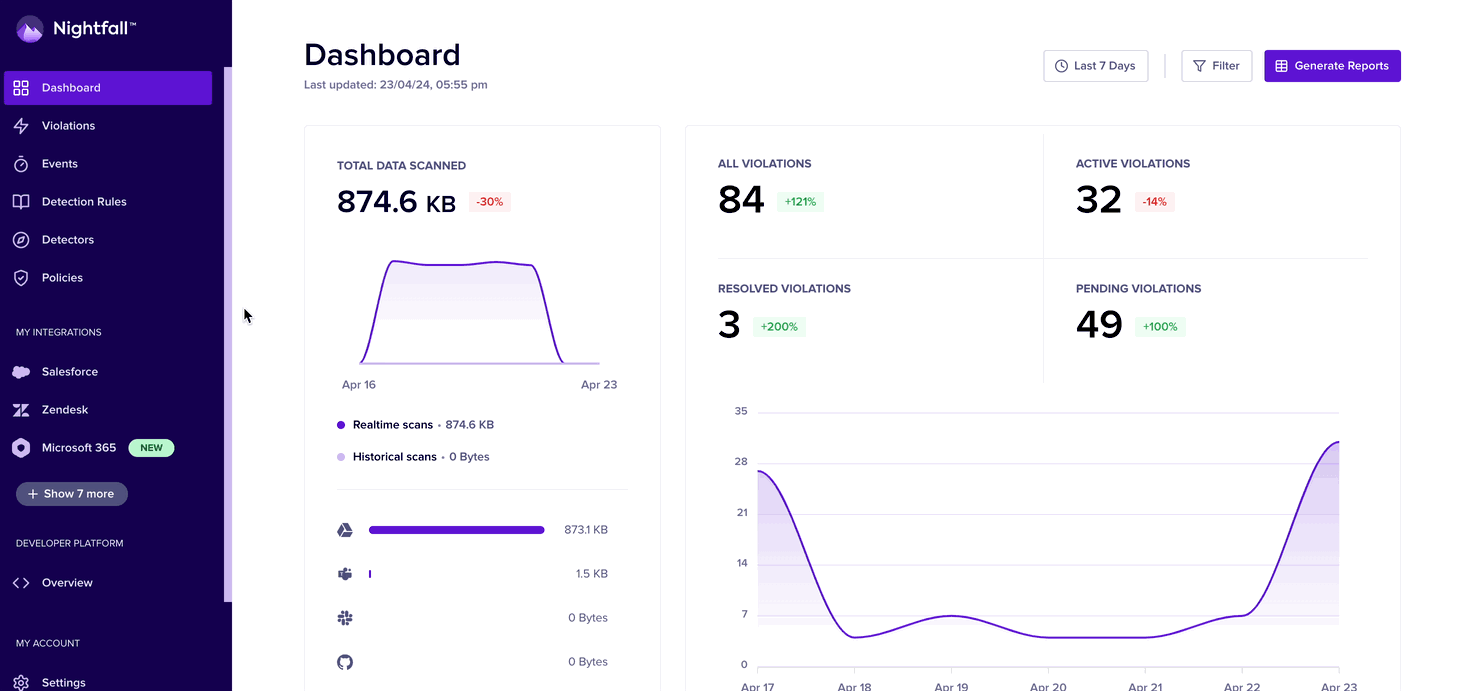 Nightfall™
Dashboard
Violations
Events
Detection Rules
Detectors
Policies
MY INTEGRATIONS
Salesforce
Zendesk
Microsoft 365 NEW
+ Show 7 more
DEVELOPER PLATFORM
Overview
MY ACCOUNT
Settings
Dashboard
Last updated: 23/04/24, 05:55 pm
Last 7 Days
Filter
Generate Reports
TOTAL DATA SCANNED
874.6 KB -30%
Apr 16 Apr 23
Realtime scans • 874.6 KB
Historical scans • 0 Bytes
873.1 KB
1.5 KB
0 Bytes
0 Bytes
ALL VIOLATIONS
84 +121%
ACTIVE VIOLATIONS
32 -14%
RESOLVED VIOLATIONS
3 +200%
PENDING VIOLATIONS
49 +100%
35
28
21
14
7
0
Apr 17 Apr 18 Apr 19 Apr 20 Apr 21 Apr 22 Apr 23